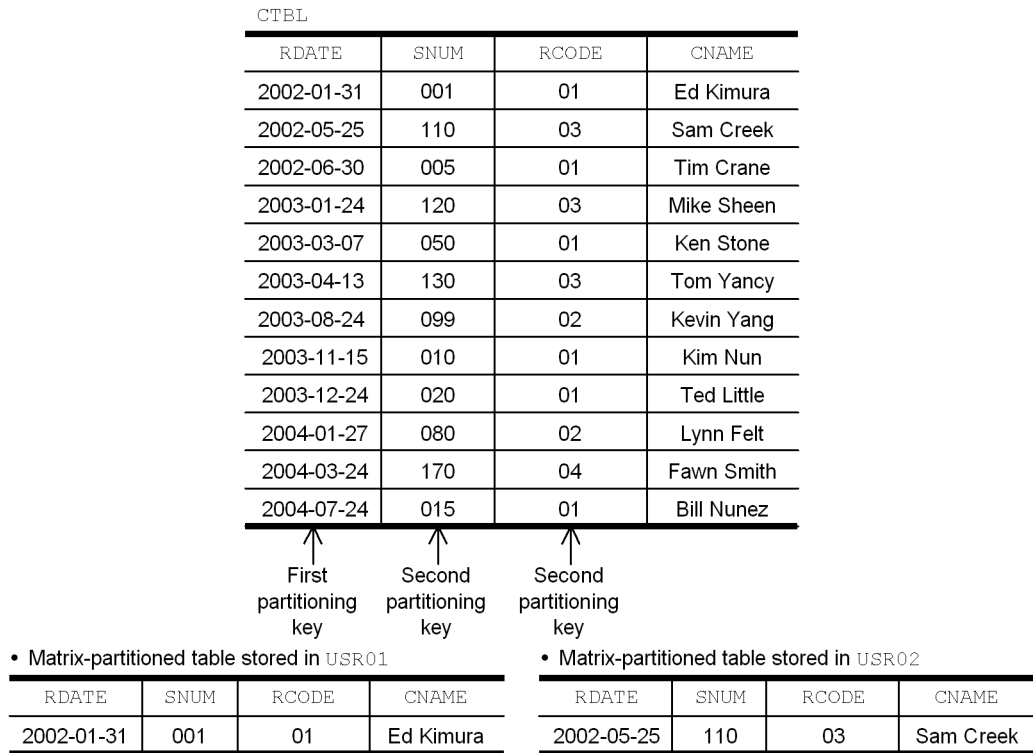 CTBL
RDATE SNUM RCODE CNAME
2002-01-31 001 01 Ed Kimura
2002-05-25 110 03 Sam Creek
2002-06-30 005 01 Tim Crane
2003-01-24 120 03 Mike Sheen
2003-03-07 050 01 Ken Stone
2003-04-13 130 03 Tom Yancy
2003-08-24 099 02 Kevin Yang
2003-11-15 010 01 Kim Nun
2003-12-24 020 01 Ted Little
2004-01-27 080 02 Lynn Felt
2004-03-24 170 04 Fawn Smith
2004-07-24 015 01 Bill Nunez
First partitioning key
Second partitioning key
Second partitioning key
• Matrix-partitioned table stored in USR01
RDATE SNUM RCODE CNAME
2002-01-31 001 01 Ed Kimura
• Matrix-partitioned table stored in USR02
RDATE SNUM RCODE CNAME
2002-05-25 110 03 Sam Creek